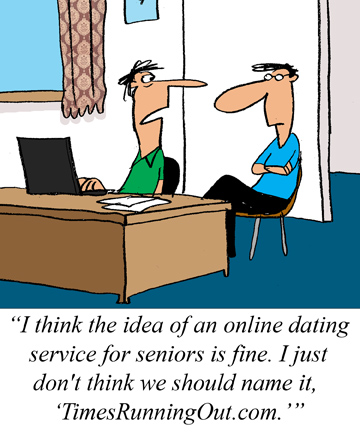 “I think the idea of an online dating
service for seniors is fine. I just
don't think we should name it,
‘TimesRunningOut.com.’”